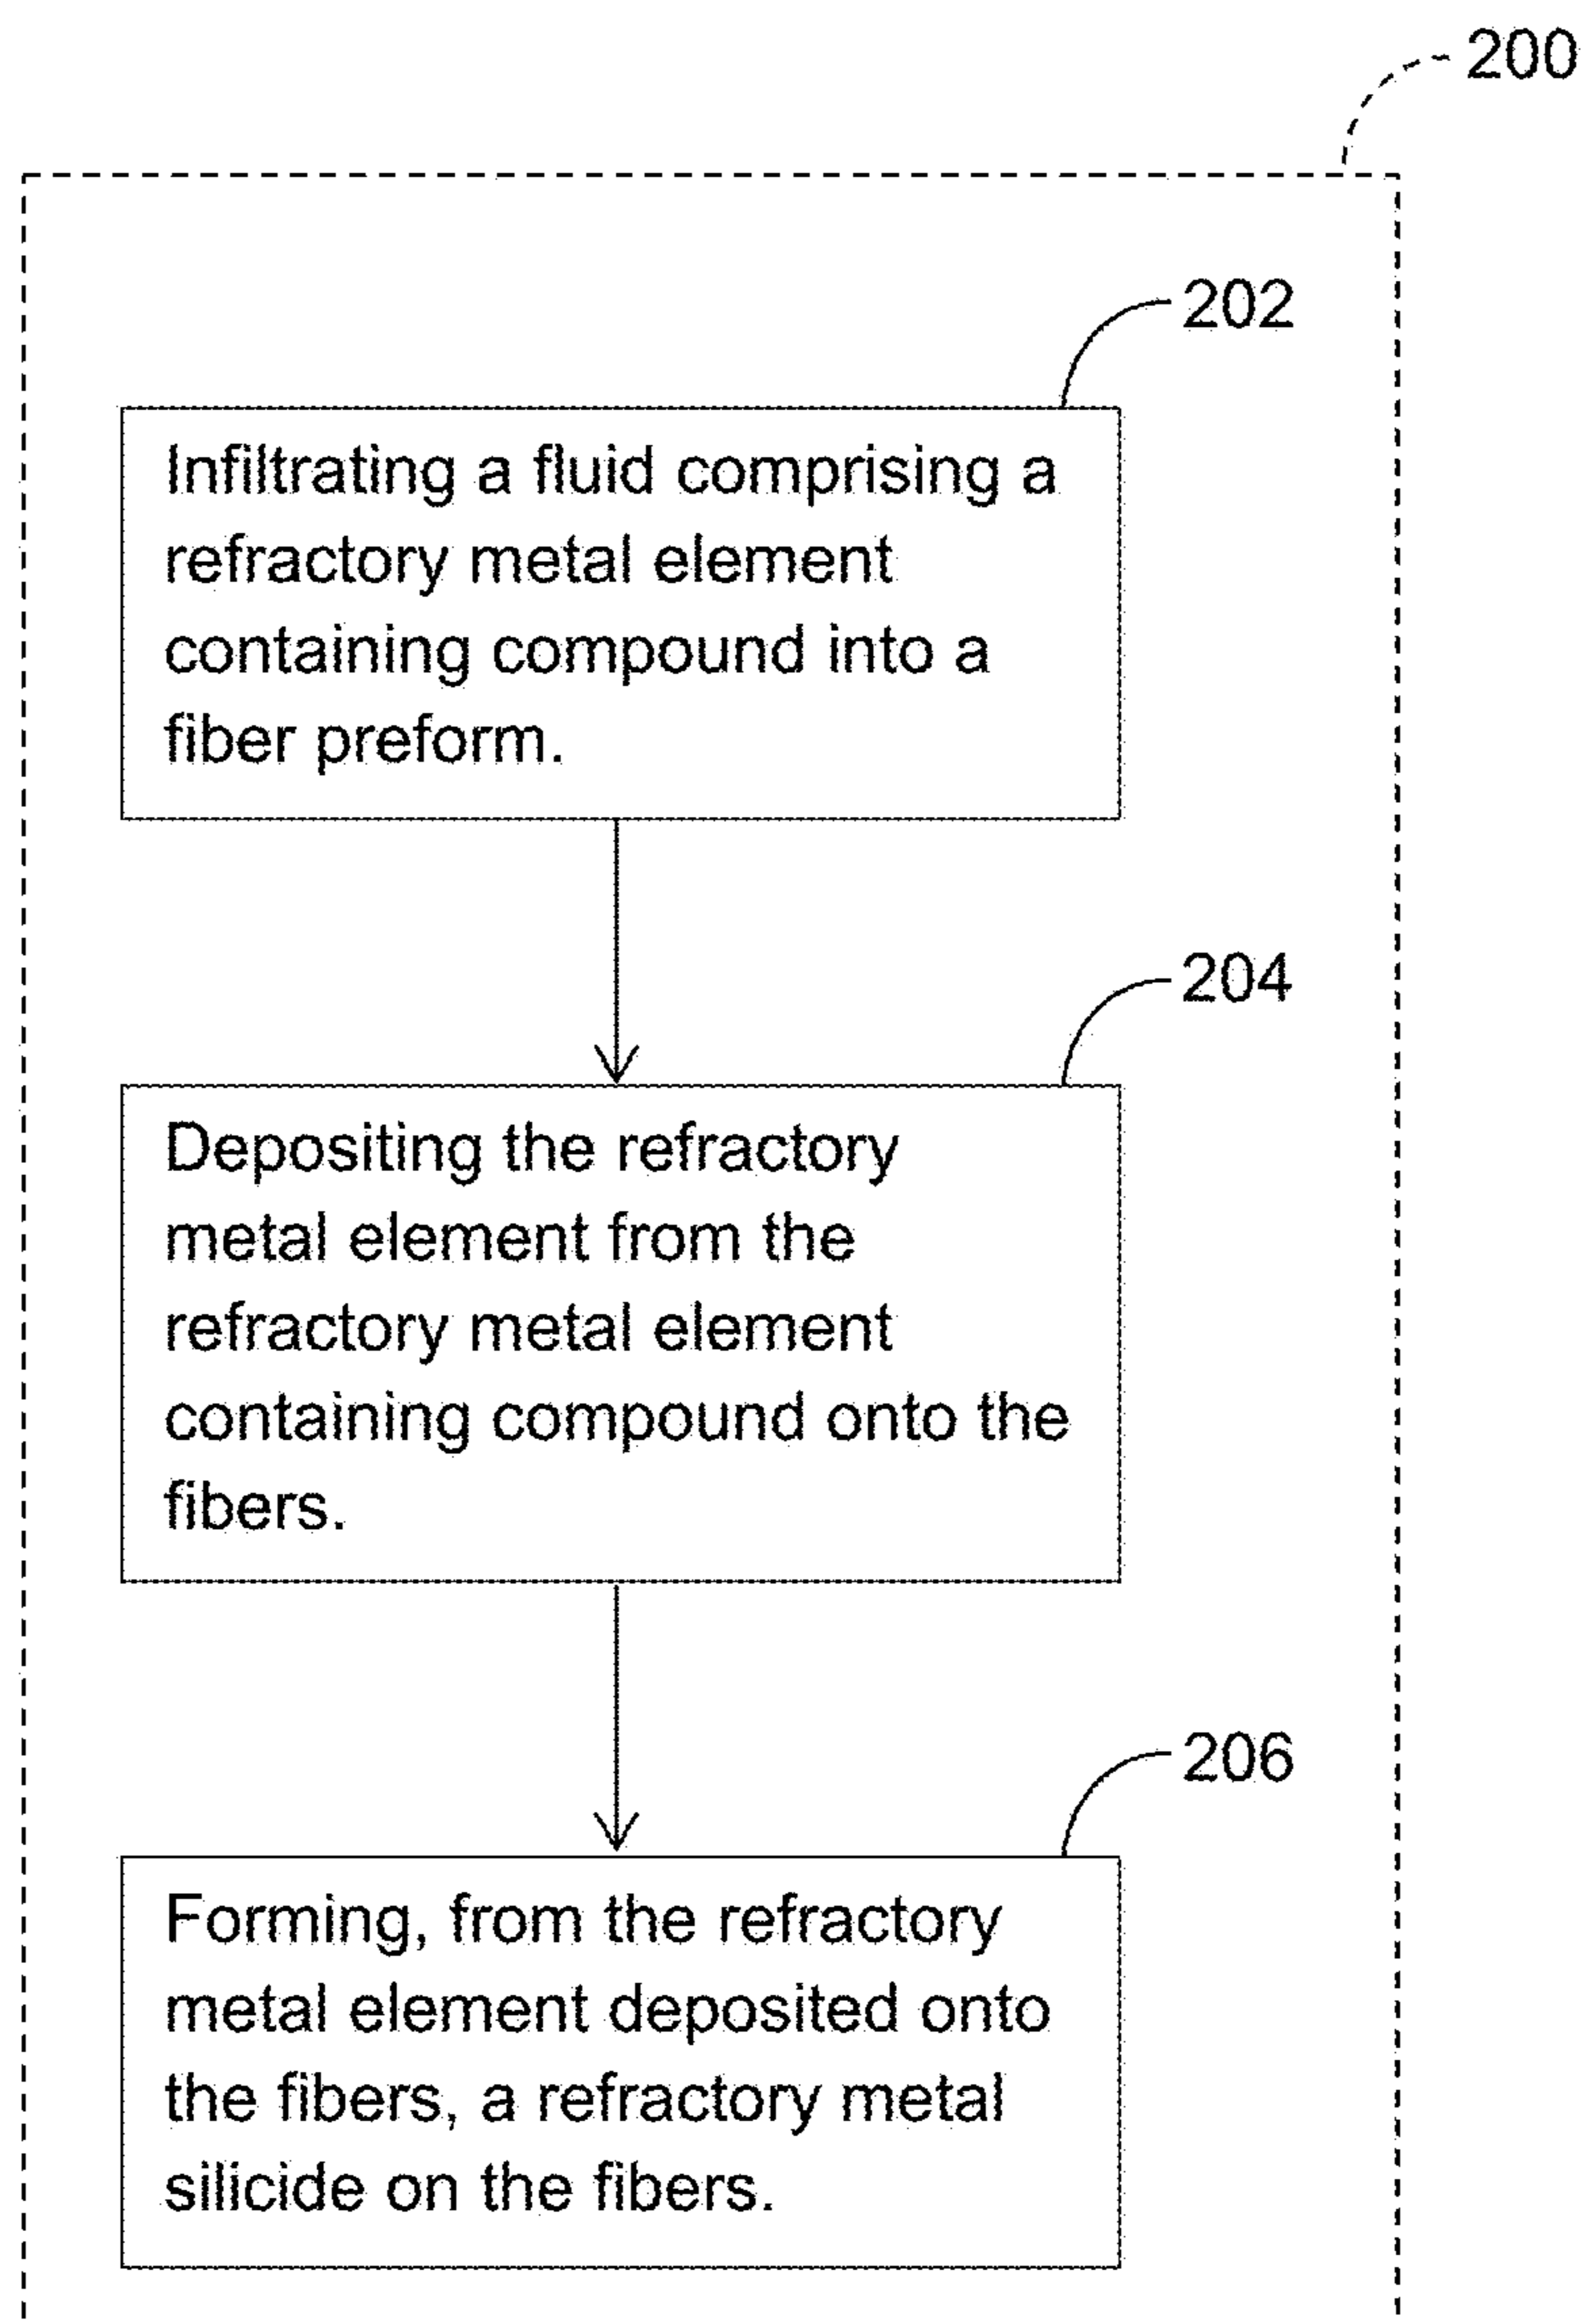 200
202
Infiltrating a fluid comprising a
refractory metal element
containing compound into a
fiber preform.
204
Depositing the refractory
metal element from the
refractory metal element
containing compound onto the
fibers.
206
Forming, from the refractory
metal element deposited onto
the fibers, a refractory metal
silicide on the fibers.